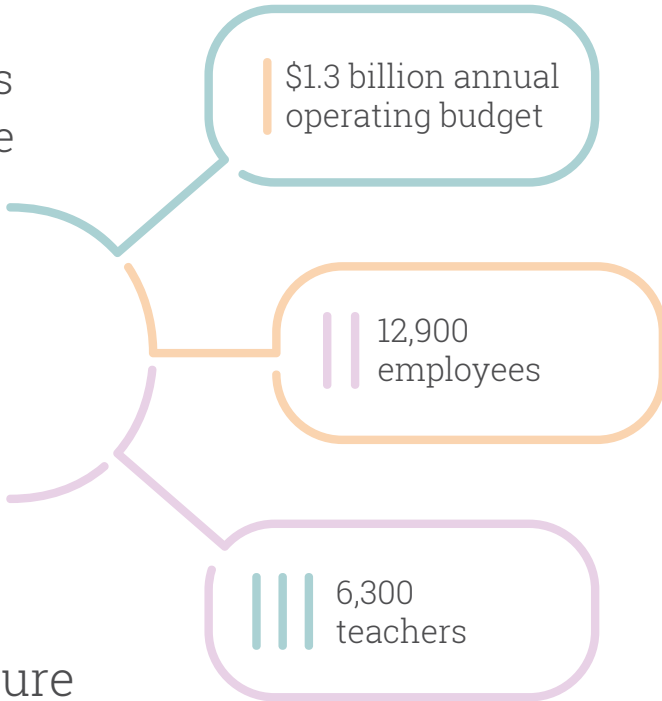 $1.3 billion annual
operating budget
12,900
employees
6,300
teachers